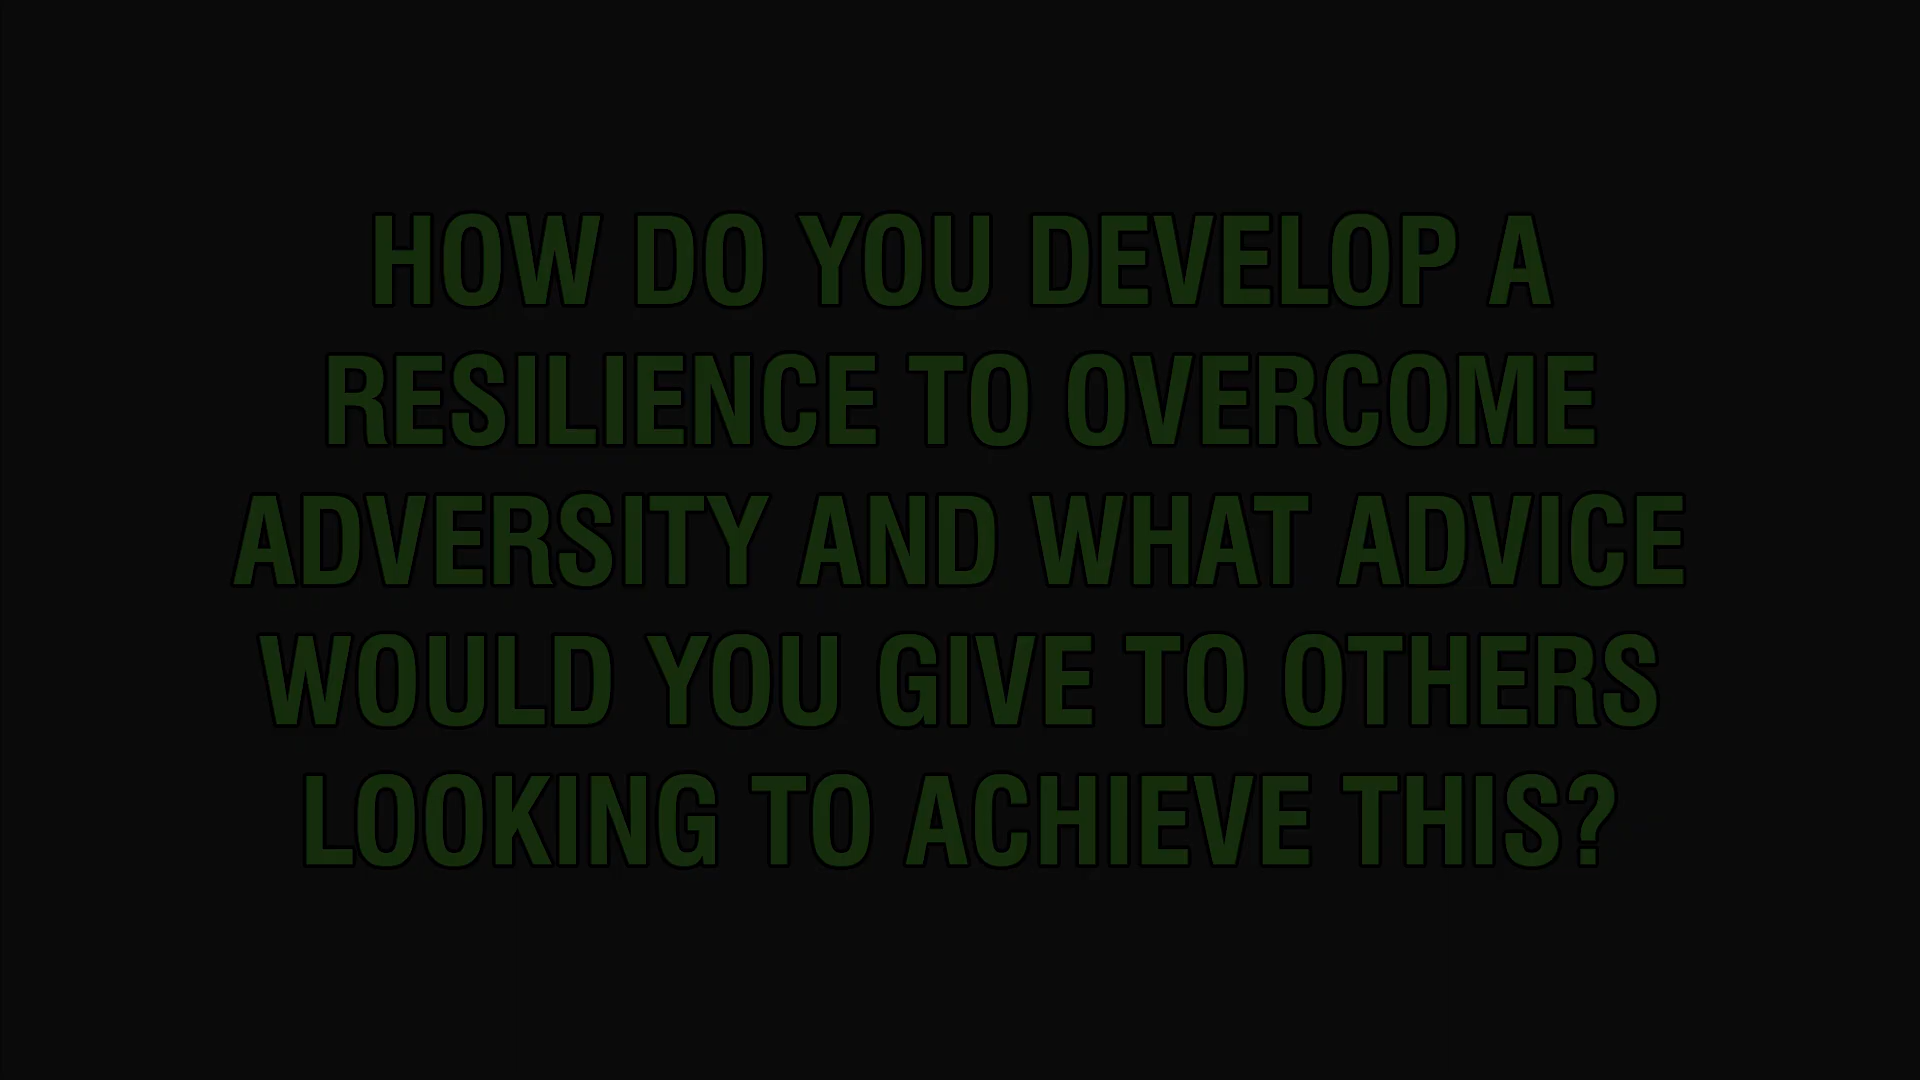 HOW DO YOU DEVELOP A
RESILIENCE TO OVERCOME
ADVERSITY AND WHAT ADVICE
WOULD YOU GIVE TO OTHERS
LOOKING TO ACHIEVE THIS?